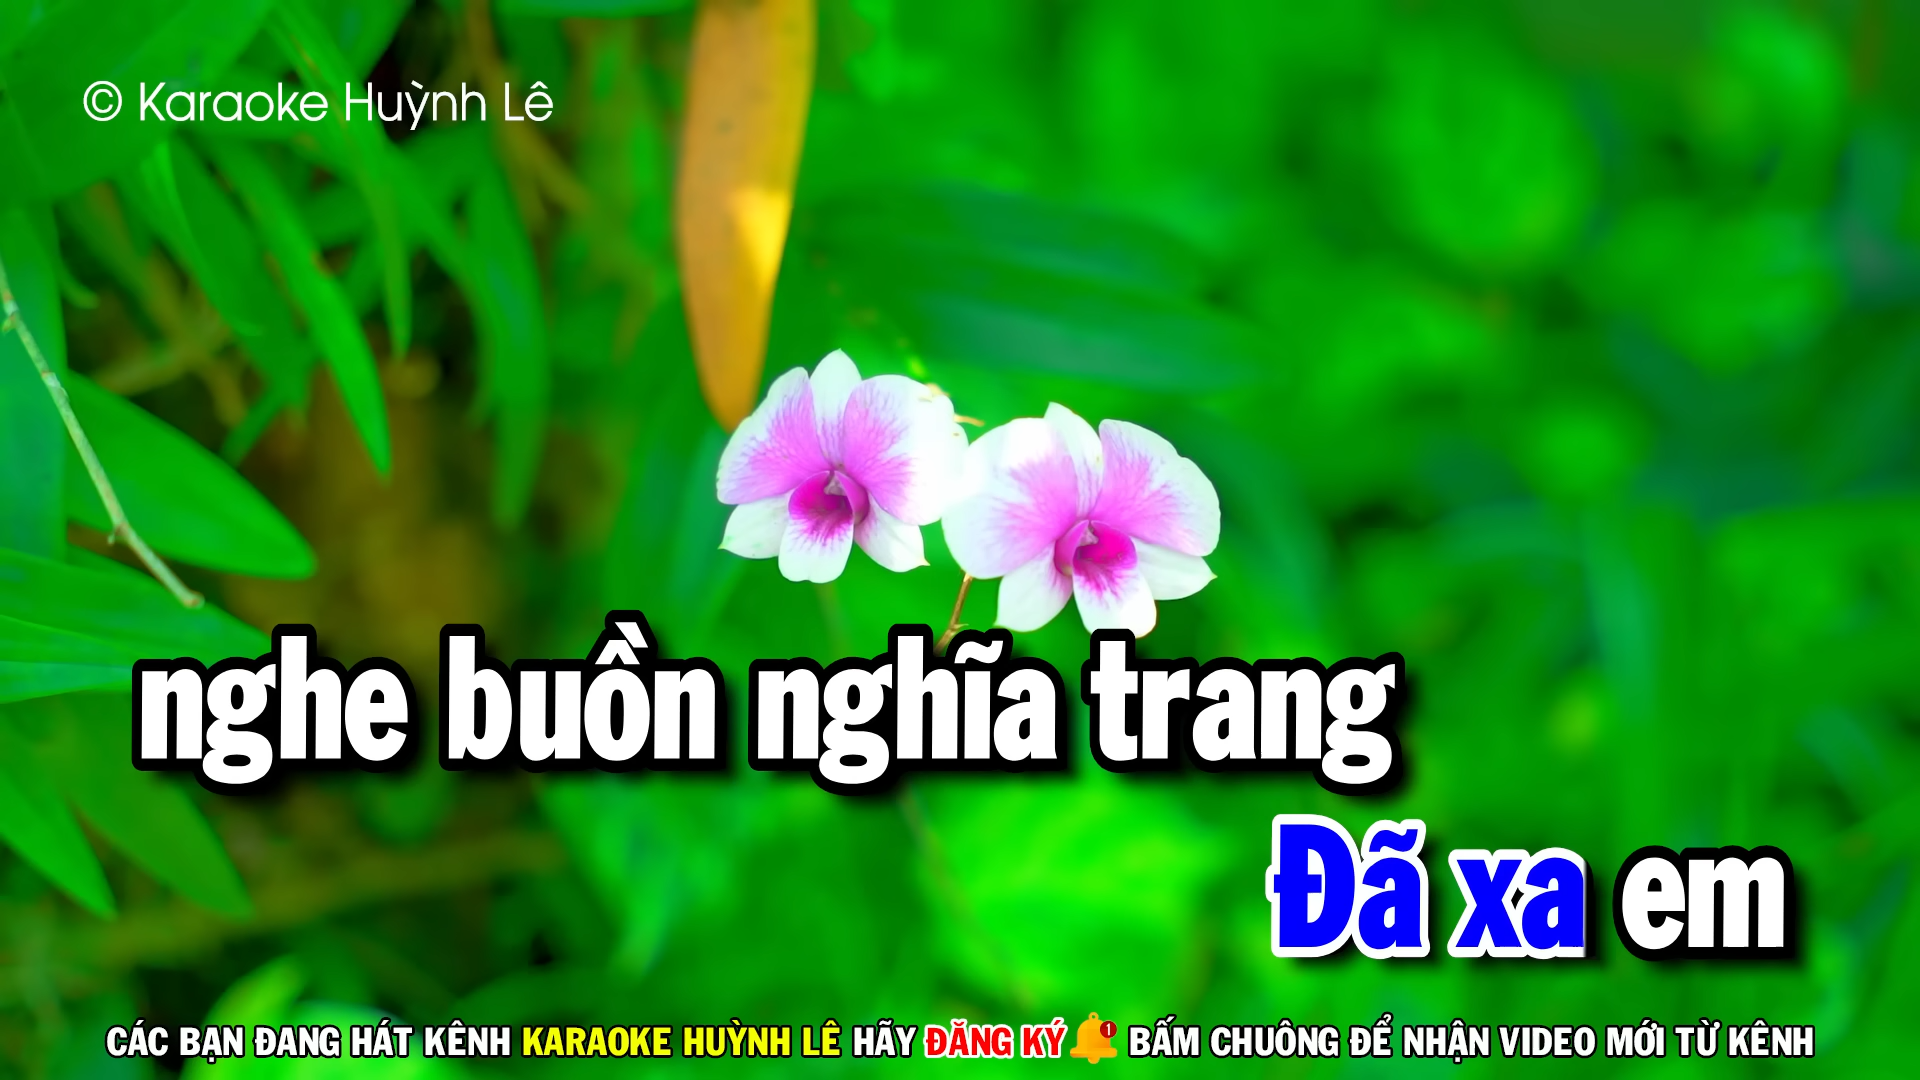 © Karaoke Huỳnh Lê
nghe buồn nghĩa trang
Đã xa em
CÁC BẠN ĐANG HÁT KÊNH KARAOKE HUỲNH LÊ HÃY ĐĂNG KÝ 1 BẤM CHUÔNG ĐỂ NHẬN VIDEO MỚI TỪ KÊNH